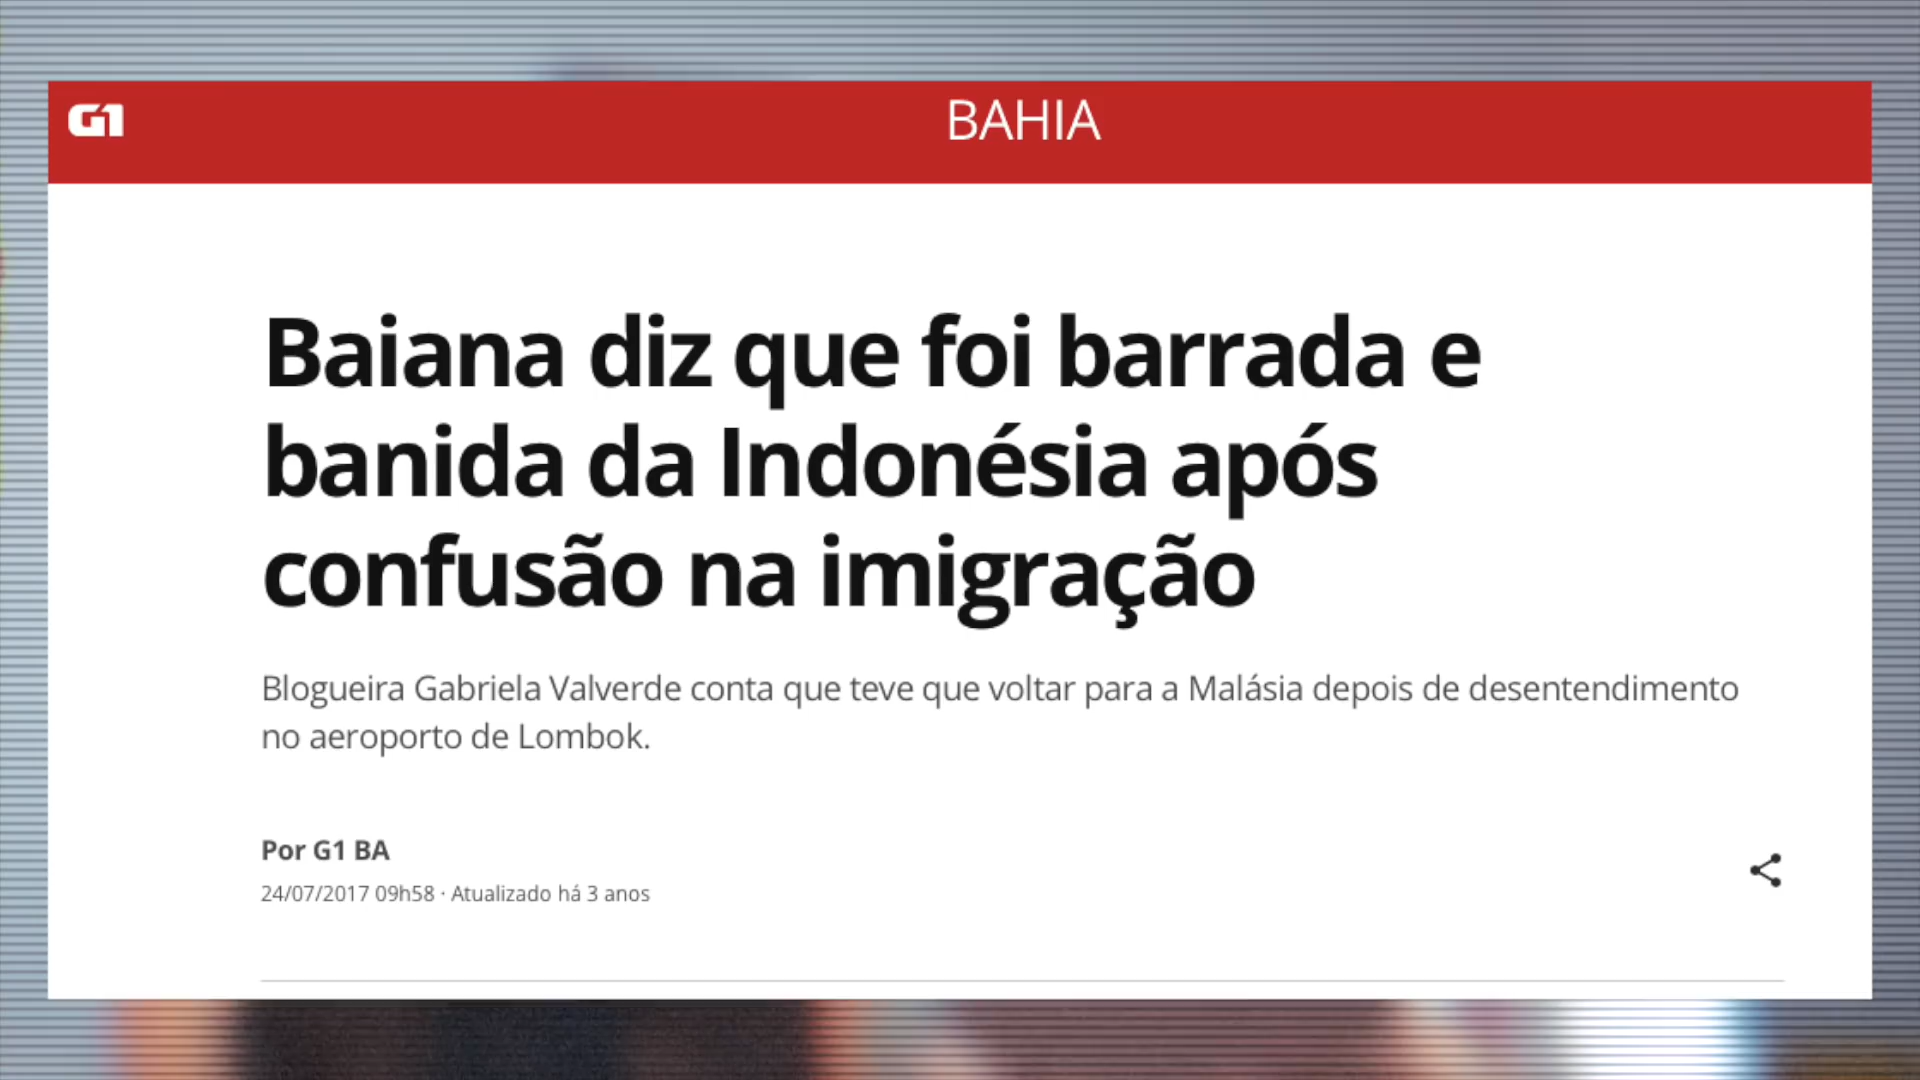 G1
BAHIA
Baiana diz que foi barrada e
banida da Indonésia após
confusão na imigração
Blogueira Gabriela Valverde conta que teve que voltar para a Malásia depois de desentendimento
no aeroporto de Lombok.
Por G1 BA
24/07/2017 09h58 · Atualizado há 3 anos